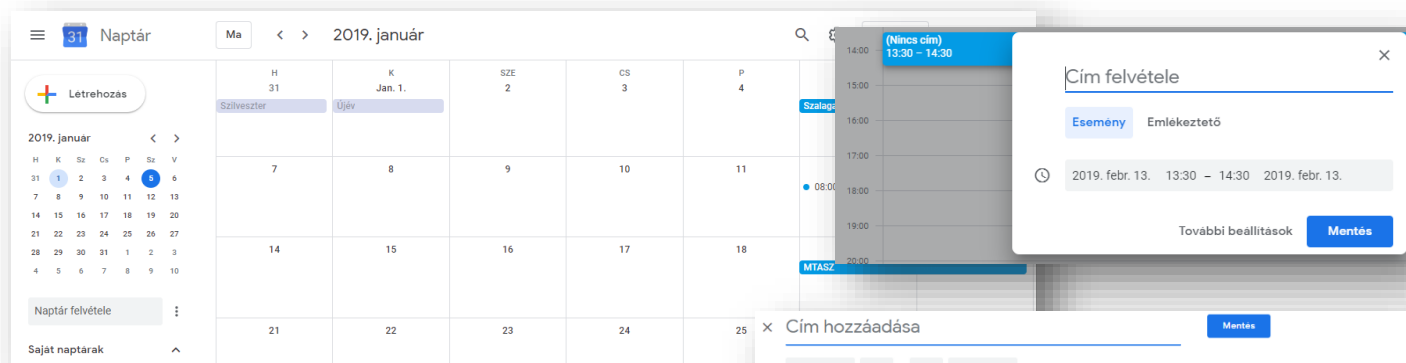 31 Naptár
Ma < > 2019. január
Létrehozás
2019. január < >
H K Sz Cs P Sz V
31 1 2 3 4 5 6
7 8 9 10 11 12 13
14 15 16 17 18 19 20
21 22 23 24 25 26 27
28 29 30 31 1 2 3
4 5 6 7 8 9 10
Naptár felvétele
Saját naptárak
H K SZE CS P
31 Jan. 1. 2 3 4
Szilveszter Újév
7 8 9 10 11
08:00
14 15 16 17 18
MTASZ
21 22 23 24 25
14:00
15:00
16:00
17:00
18:00
19:00
20:00
(Nincs cím)
13:30 – 14:30
Cím felvétele
Esemény Emlékeztető
2019. febr. 13. 13:30 – 14:30 2019. febr. 13.
További beállítások Mentés
× Cím hozzáadása Mentés